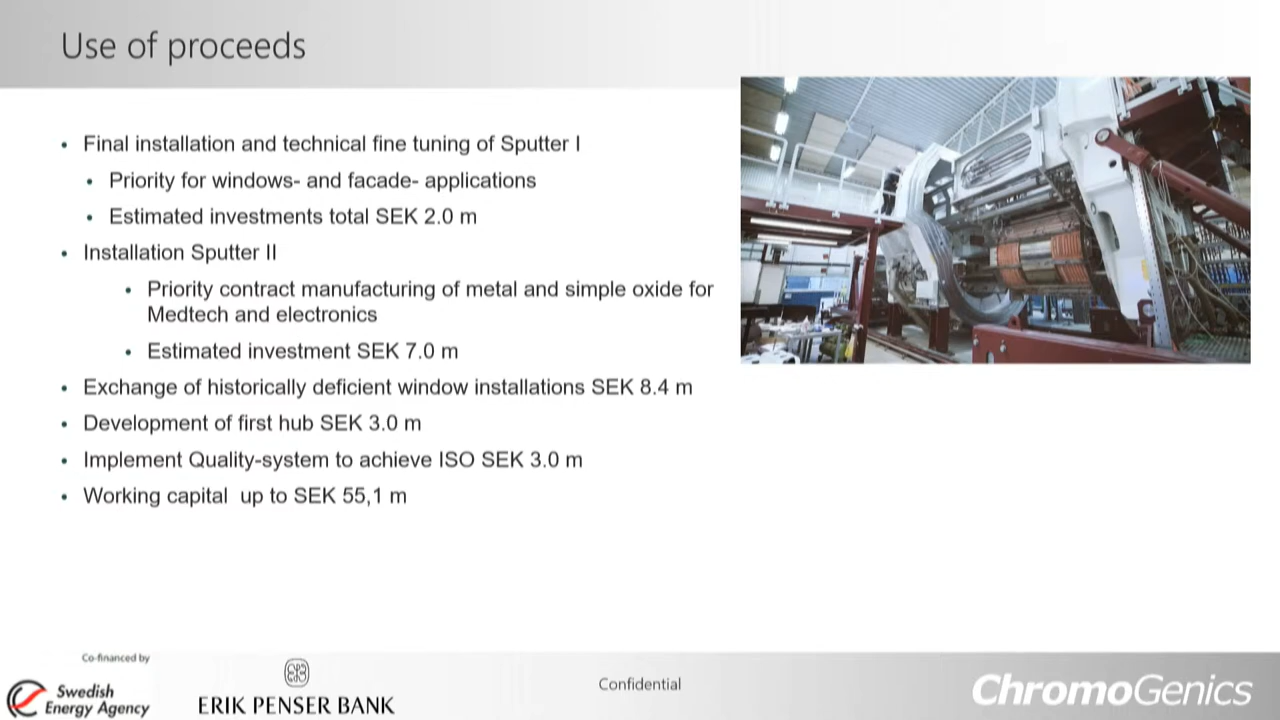 Use of proceeds
• Final installation and technical fine tuning of Sputter I
• Priority for windows- and facade- applications
• Estimated investments total SEK 2.0 m
• Installation Sputter II
• Priority contract manufacturing of metal and simple oxide for
Medtech and electronics
• Estimated investment SEK 7.0 m
• Exchange of historically deficient window installations SEK 8.4 m
• Development of first hub SEK 3.0 m
• Implement Quality-system to achieve ISO SEK 3.0 m
• Working capital  up to SEK 55,1 m
Co-financed by
Swedish
Energy Agency
ERIK PENSER BANK
Confidential
ChromoGenics